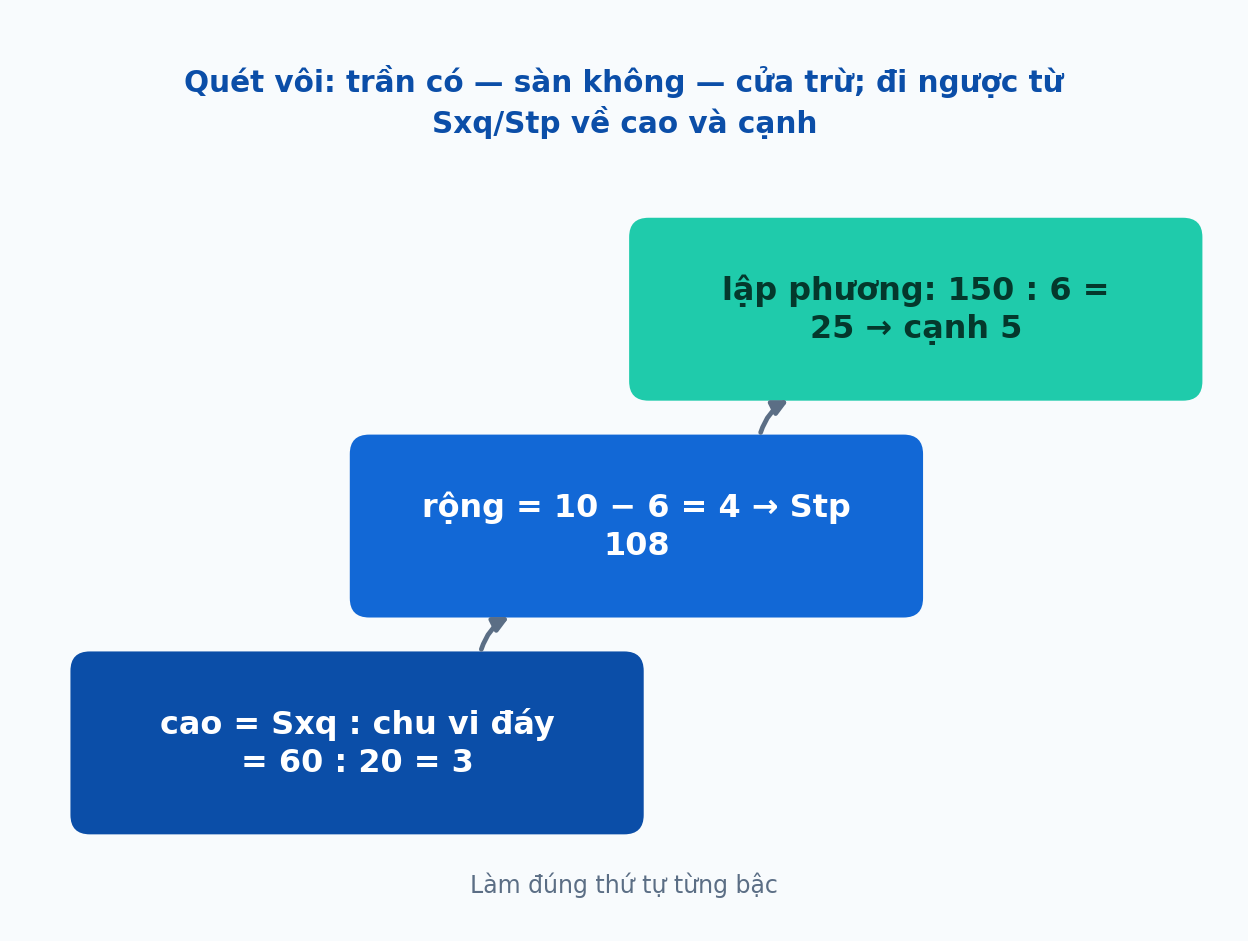 Quét vôi: trần có — sàn không — cửa trừ; đi ngược từ
Sxq/Stp về cao và cạnh
lập phương: 150 : 6 =
25 → cạnh 5
rộng = 10 − 6 = 4 → Stp
108
cao = Sxq : chu vi đáy
= 60 : 20 = 3
Làm đúng thứ tự từng bậc